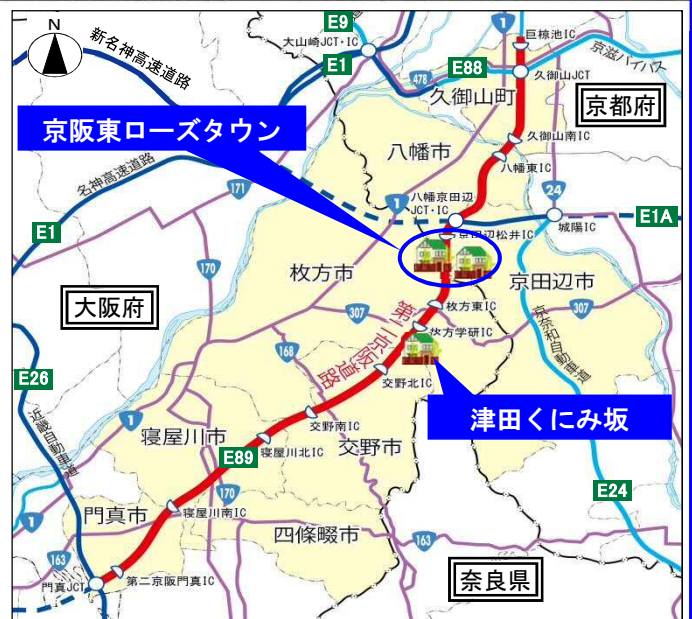 N
E9
1
巨椋池IC
大山崎JCT・IC
新名神高速道路
E1
478
E88
京滋バイパス
久御山JCT
久御山町
京都府
京阪東ローズタウン
久御山南IC
八幡市
八幡東IC
名神高速道路
171
1
八幡京田辺
JCT・IC
24
E1
城陽IC
E1A
京田辺松井IC
170
枚方市
京田辺市
大阪府
枚方東IC
307
307
枚方学研IC
京奈和自動車道
第二京阪道路
168
E26
交野北IC
近畿自動車道
1
交野南IC
津田くにみ坂
寝屋川市
交野市
寝屋川北IC
E89
170
E24
門真市
寝屋川南IC
1
四條畷市
163
163
門真JCT
第二京阪門真IC
奈良県